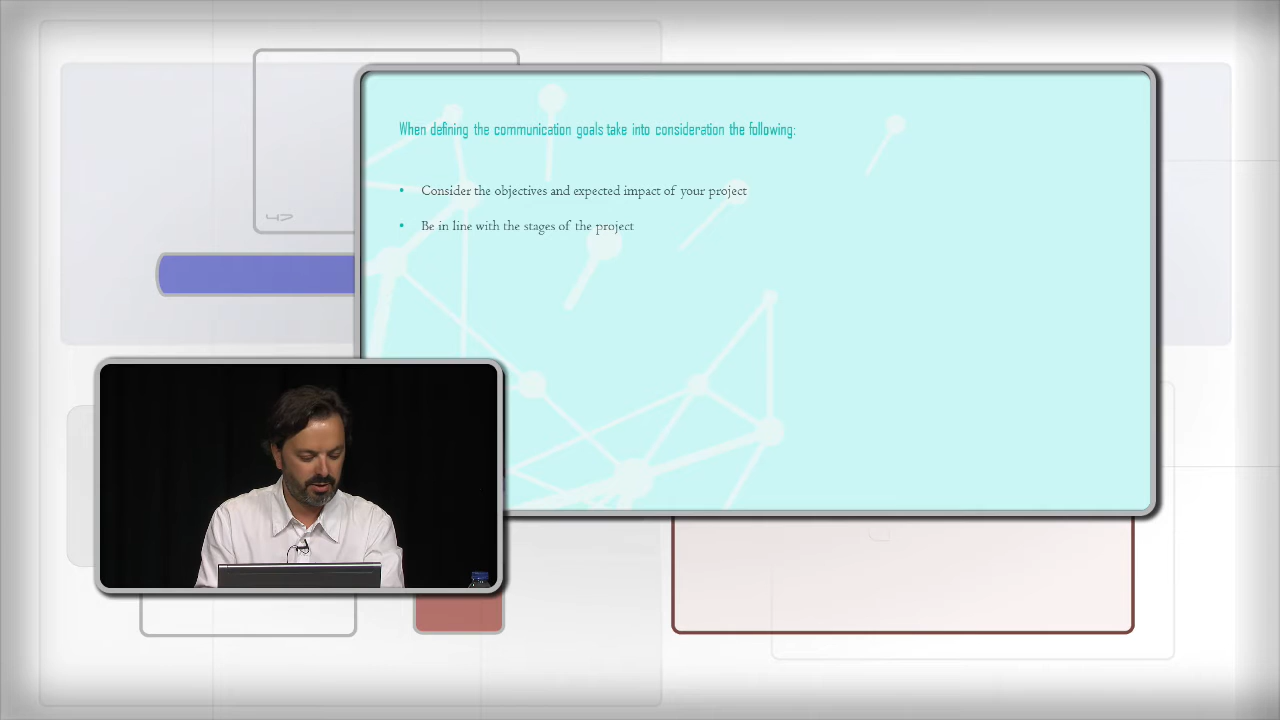 When defining the communication goals take into consideration the following:
• Consider the objectives and expected impact of your project
• Be in line with the stages of the project